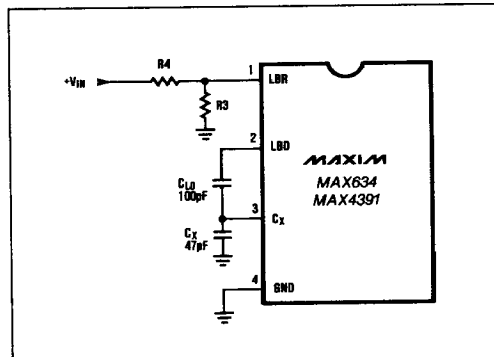 R4
+VIN
R3
1
LBR
2
LBD
CLO
100pF
3
CX
CX
47pF
4
GND
MAXIM
MAX634
MAX4391